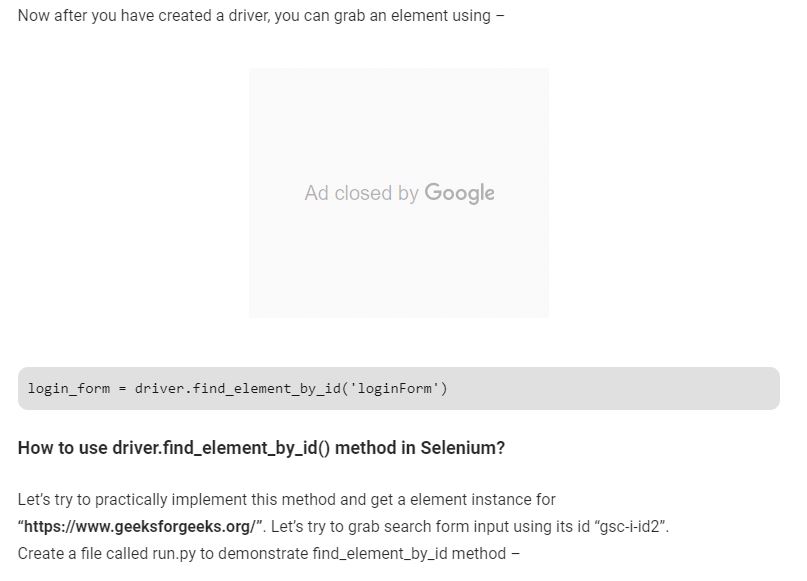 Now after you have created a driver, you can grab an element using –
Ad closed by Google
login_form = driver.find_element_by_id('loginForm')
How to use driver.find_element_by_id() method in Selenium?
Let’s try to practically implement this method and get a element instance for
“https://www.geeksforgeeks.org/”. Let’s try to grab search form input using its id “gsc-i-id2”.
Create a file called run.py to demonstrate find_element_by_id method –